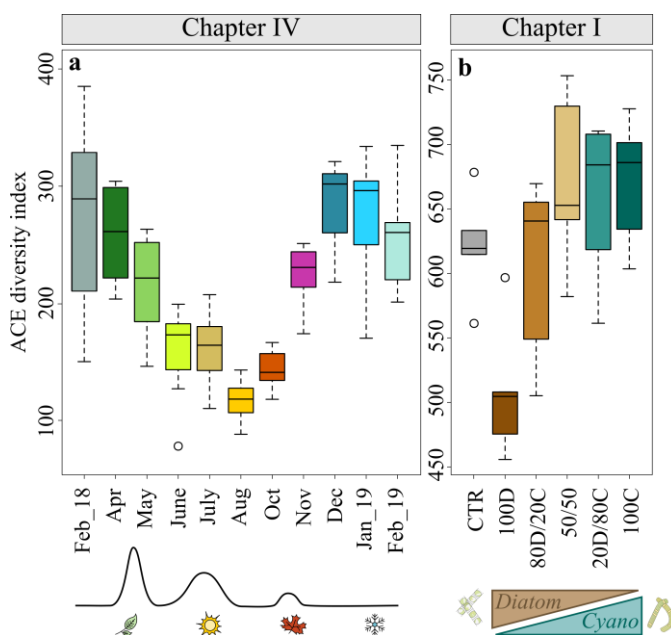 Chapter IV
Chapter I
a
b
ACE diversity index
400
300
200
100
750
700
650
600
550
500
450
Feb_18
Apr
May
June
July
Aug
Oct
Nov
Dec
Jan_19
Feb_19
CTR
100D
80D/20C
50/50
20D/80C
100C
Diatom
Cyano